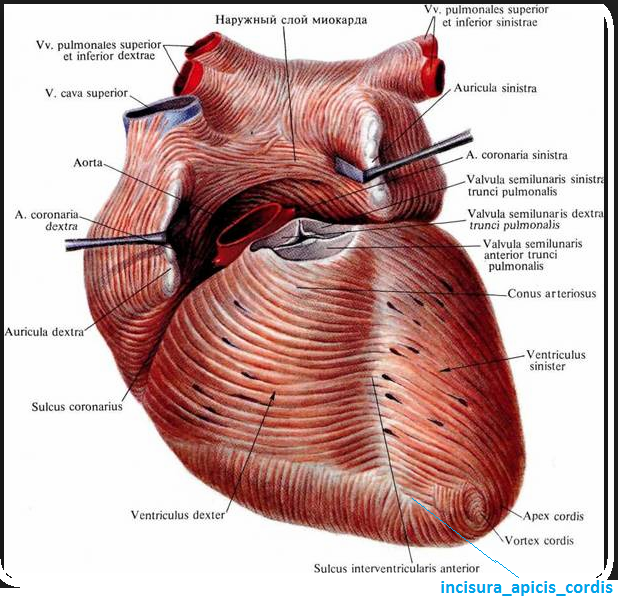 Наружный слой миокарда
Vv. pulmonales superior
et inferior dextrae
Vv. pulmonales superior
et inferior sinistrae
V. cava superior
Auricula sinistra
Aorta
A. coronaria sinistra
Valvula semilunaris sinistra
trunci pulmonalis
A. coronaria
dextra
Valvula semilunaris dextra
trunci pulmonalis
Valvula semilunaris
anterior trunci
pulmonalis
Conus arteriosus
Auricula dextra
Ventriculus
sinister
Sulcus coronarius
Ventriculus dexter
Apex cordis
Vortex cordis
Sulcus interventricularis anterior
incisura_apicis_cordis